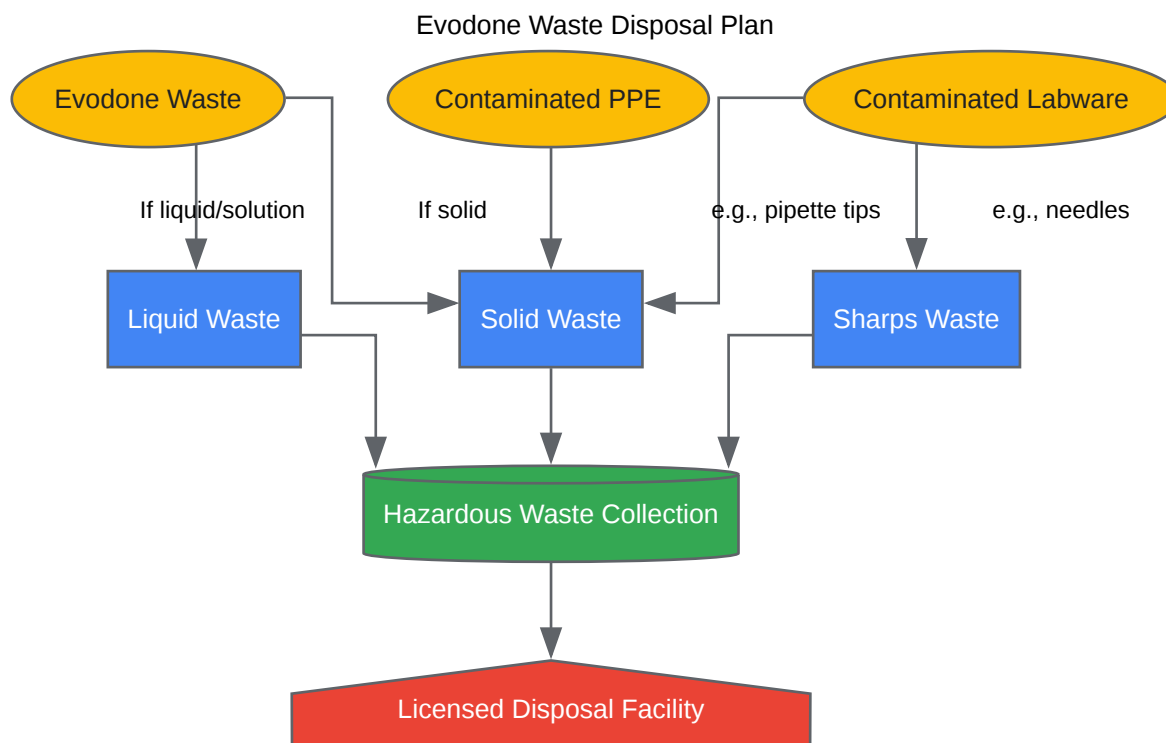 Evodone Waste Disposal Plan
Evodone Waste
Contaminated PPE
Contaminated Labware
If liquid/solution
If solid
e.g., pipette tips
e.g., needles
Liquid Waste
Solid Waste
Sharps Waste
Hazardous Waste Collection
Licensed Disposal Facility